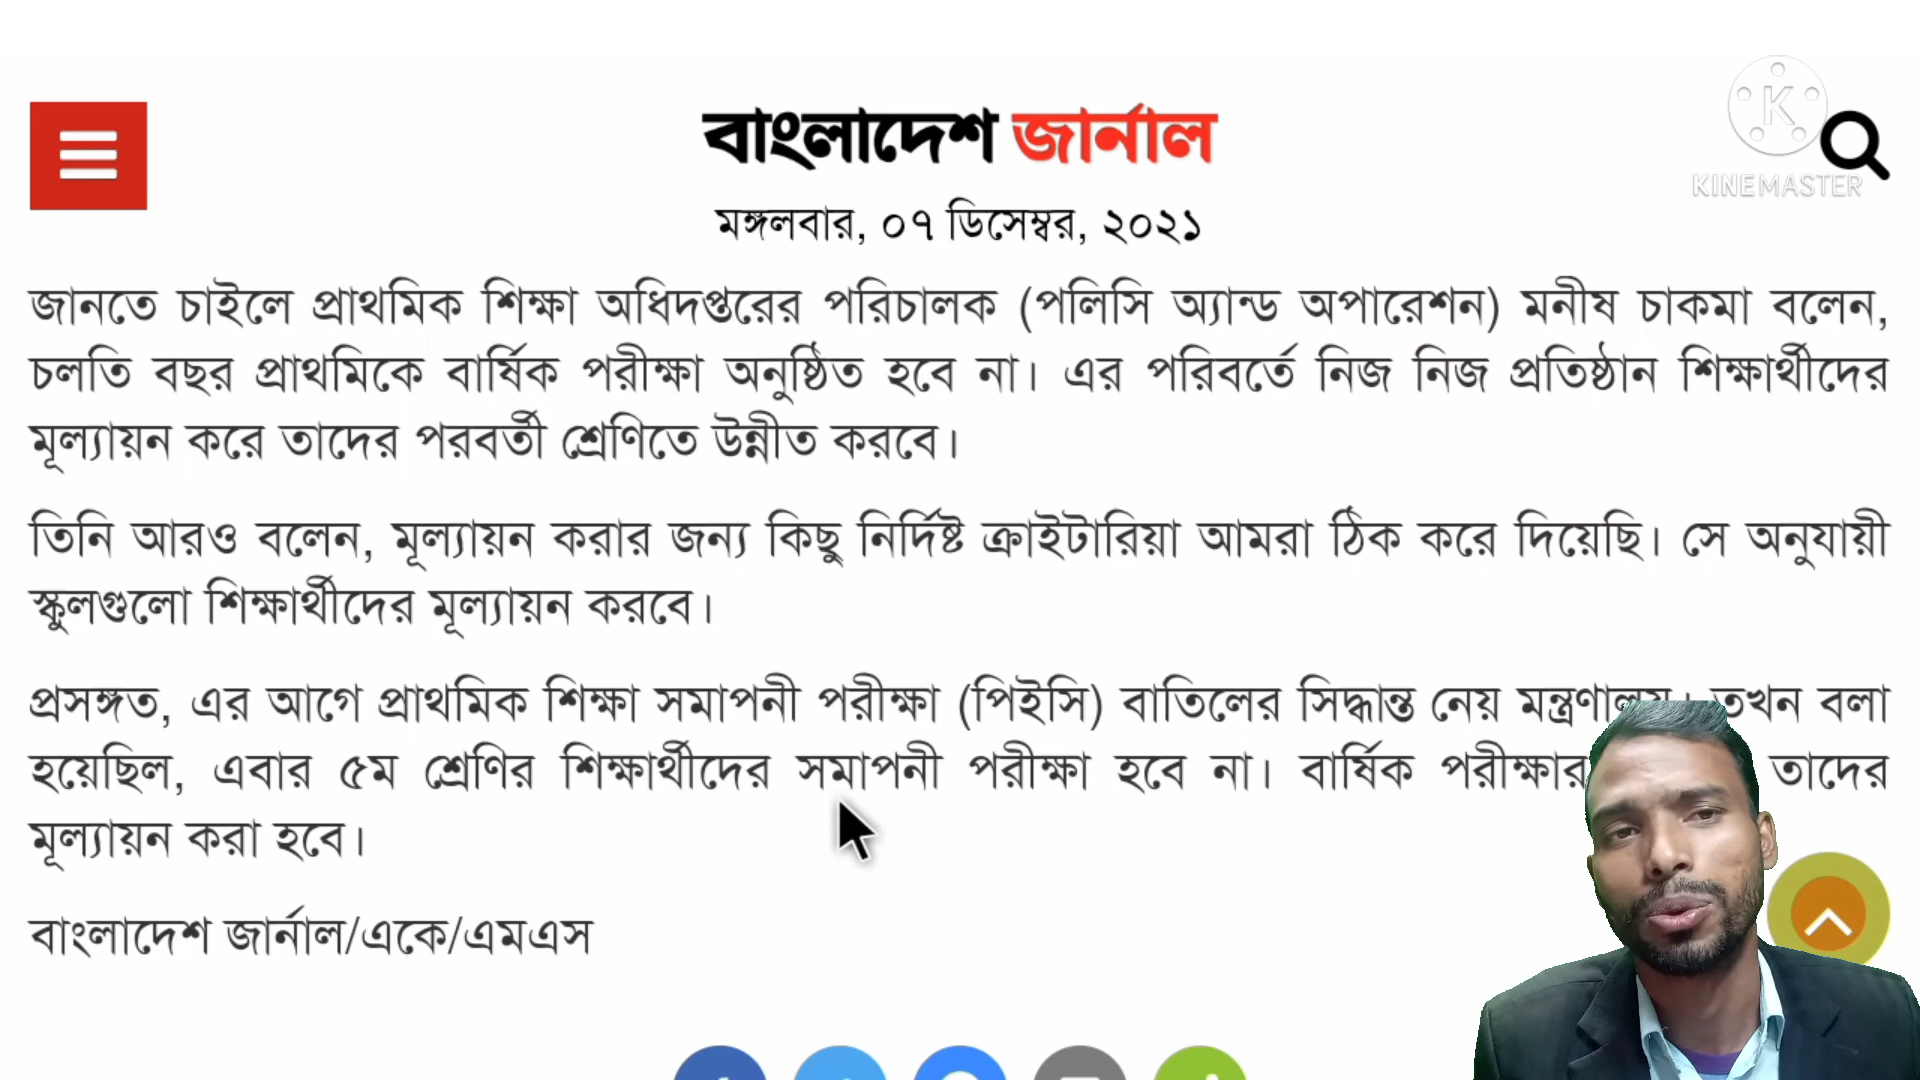 বাংলাদেশ জার্নাল
KINEMASTER
মঙ্গলবার, ০৭ ডিসেম্বর, ২০২১
জানতে চাইলে প্রাথমিক শিক্ষা অধিদপ্তরের পরিচালক (পলিসি অ্যান্ড অপারেশন) মনীষ চাকমা বলেন,
চলতি বছর প্রাথমিকে বার্ষিক পরীক্ষা অনুষ্ঠিত হবে না। এর পরিবর্তে নিজ নিজ প্রতিষ্ঠান শিক্ষার্থীদের
মূল্যায়ন করে তাদের পরবর্তী শ্রেণিতে উন্নীত করবে।
তিনি আরও বলেন, মূল্যায়ন করার জন্য কিছু নির্দিষ্ট ক্রাইটারিয়া আমরা ঠিক করে দিয়েছি। সে অনুযায়ী
স্কুলগুলো শিক্ষার্থীদের মূল্যায়ন করবে।
প্রসঙ্গত, এর আগে প্রাথমিক শিক্ষা সমাপনী পরীক্ষা (পিইসি) বাতিলের সিদ্ধান্ত নেয় মন্ত্রণালয়। তখন বলা
হয়েছিল, এবার ৫ম শ্রেণির শিক্ষার্থীদের সমাপনী পরীক্ষা হবে না। বার্ষিক পরীক্ষার তাদের
মূল্যায়ন করা হবে।
বাংলাদেশ জার্নাল/একে/এমএস